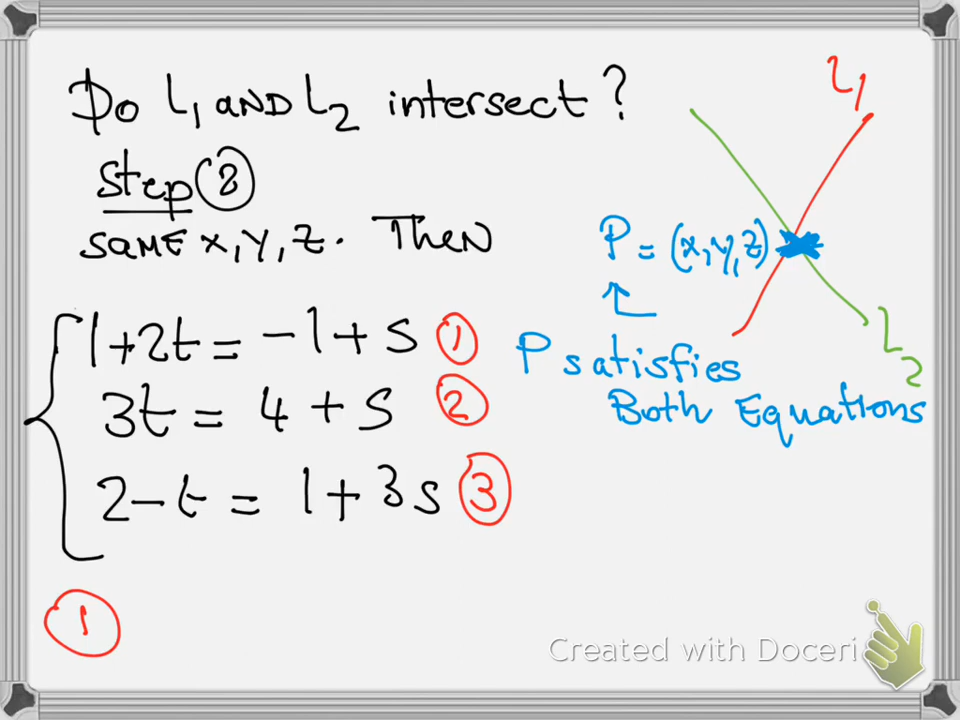 Do L1 AND L2 intersect?
L1
Step 2
SAME x, y, z. Then
P = (x, y, z)
1+2t = -1+s 1
P satisfies
L2
3t = 4+s 2
Both Equations
2-t = 1+3s 3
1
Created with Doceri